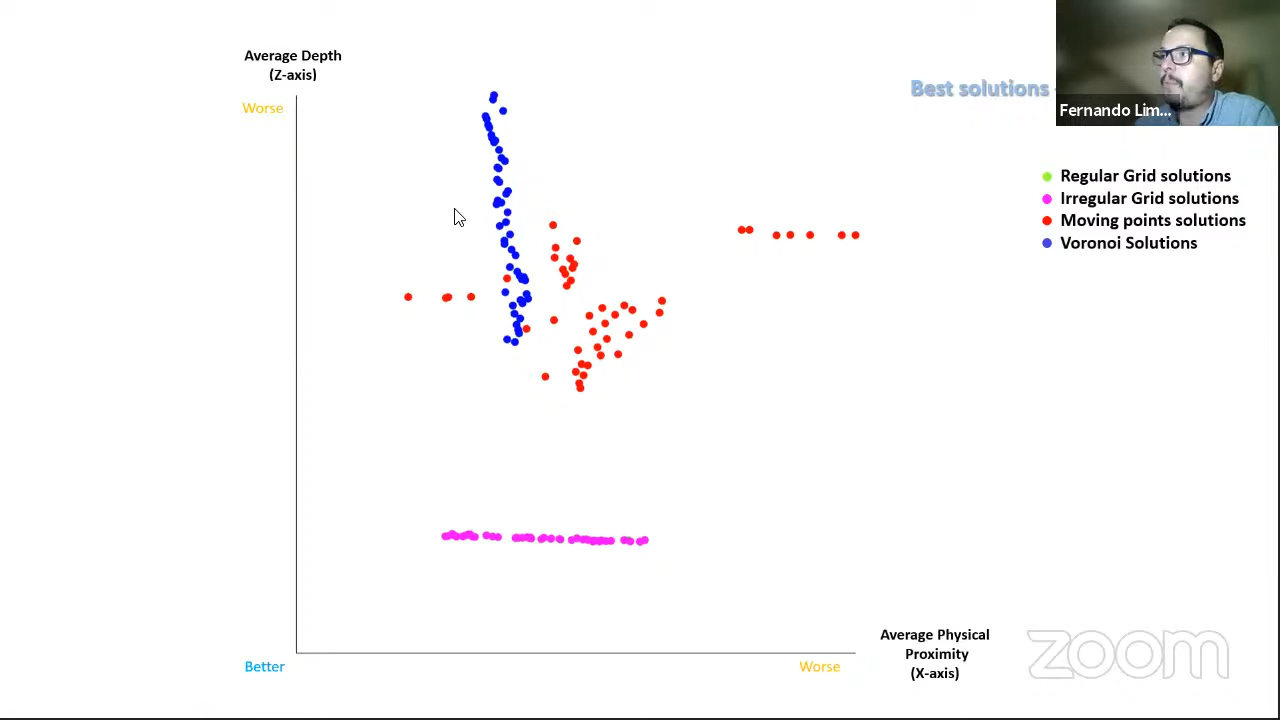 Average Depth
(Z-axis)
Worse
Best solutions
Fernando Lim...
Regular Grid solutions
Irregular Grid solutions
Moving points solutions
Voronoi Solutions
Average Physical
Proximity
(X-axis)
Better
Worse
zoom